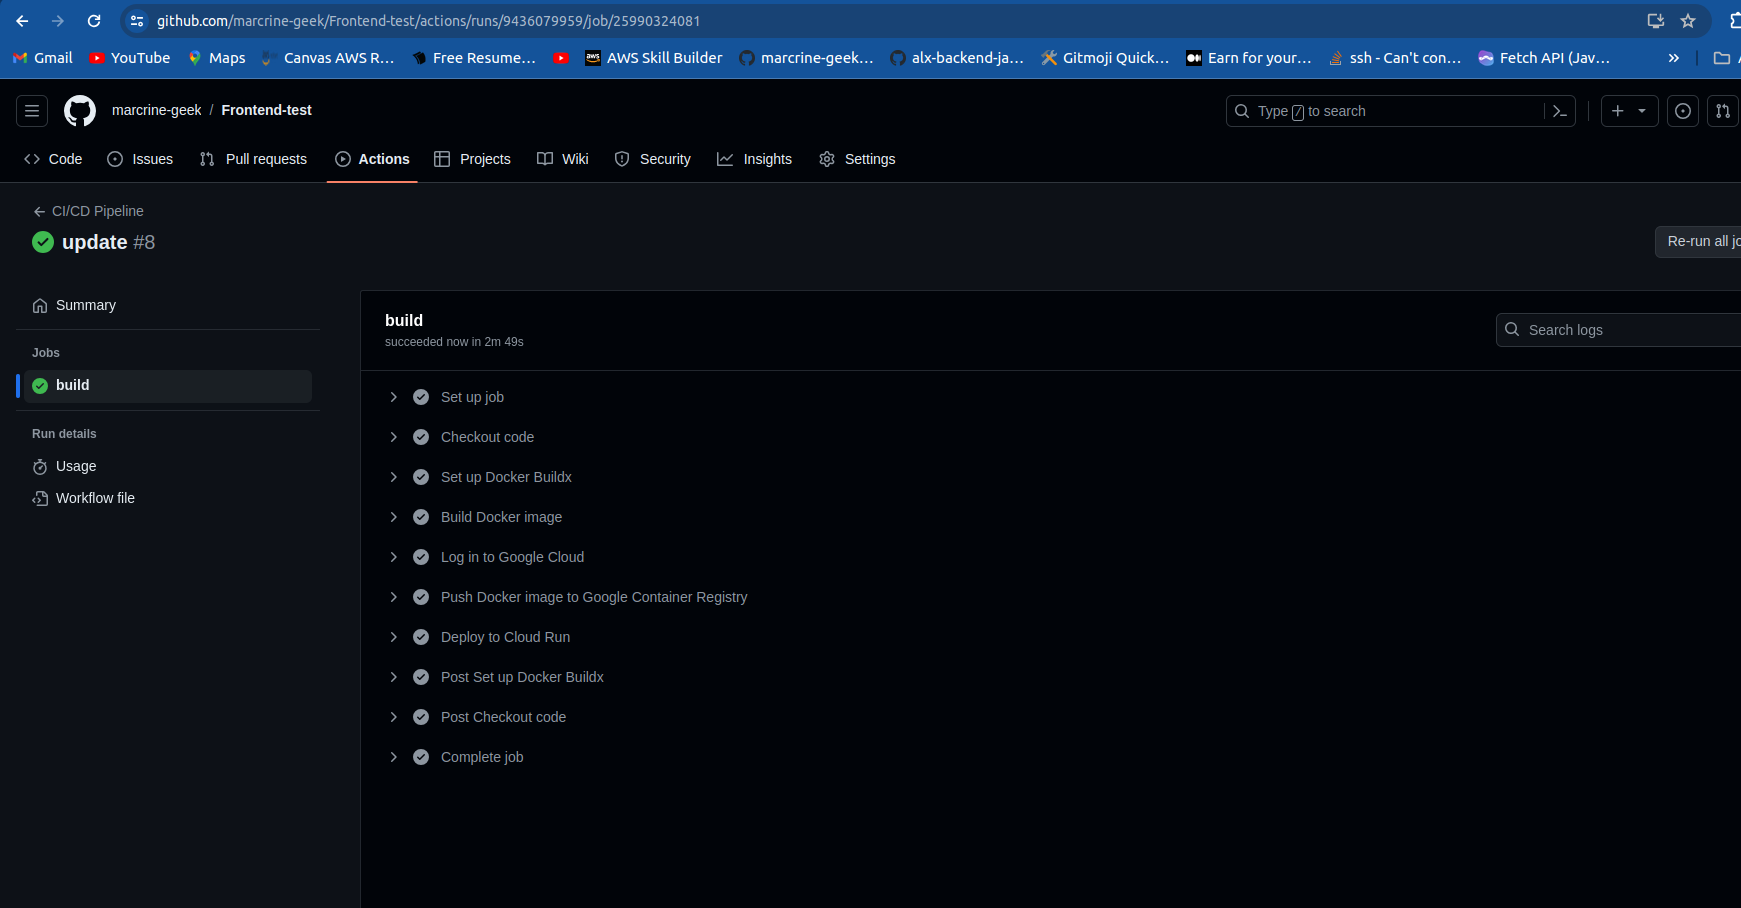 github.com/marcrine-geek/Frontend-test/actions/runs/9436079959/job/25990324081
Gmail YouTube Maps Canvas AWS R... Free Resume... AWS Skill Builder marcrine-geek... alx-backend-ja... Gitmoji Quick... Earn for your... ssh - Can't con... Fetch API (Jav... »
marcrine-geek / Frontend-test Type / to search
Code Issues Pull requests Actions Projects Wiki Security Insights Settings
CI/CD Pipeline
update #8
Re-run all jo
Summary
Jobs
build
Run details
Usage
Workflow file
build
succeeded now in 2m 49s
Search logs
Set up job
Checkout code
Set up Docker Buildx
Build Docker image
Log in to Google Cloud
Push Docker image to Google Container Registry
Deploy to Cloud Run
Post Set up Docker Buildx
Post Checkout code
Complete job